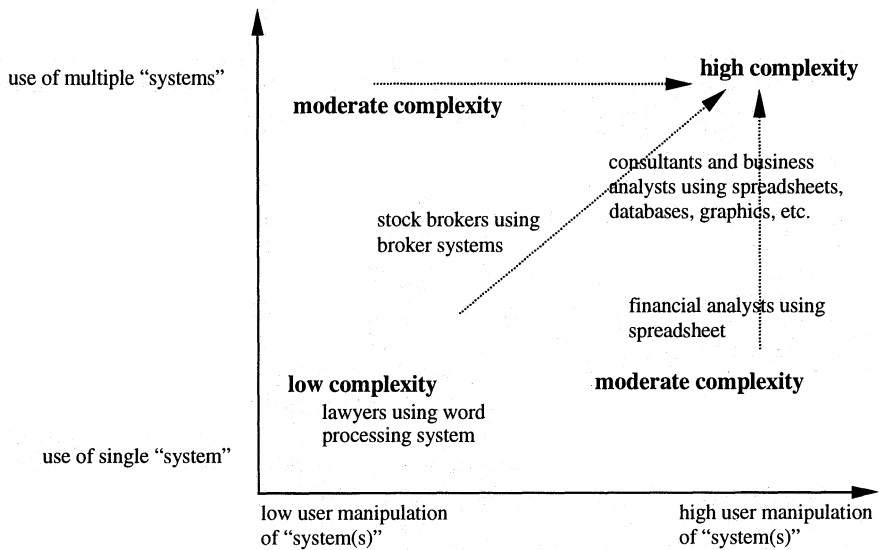 use of multiple “systems”
high complexity
moderate complexity
consultants and business
analysts using spreadsheets,
databases, graphics, etc.
stock brokers using
broker systems
financial analysts using
spreadsheet
low complexity
moderate complexity
lawyers using word
processing system
use of single “system”
low user manipulation
of “system(s)”
high user manipulation
of “system(s)”